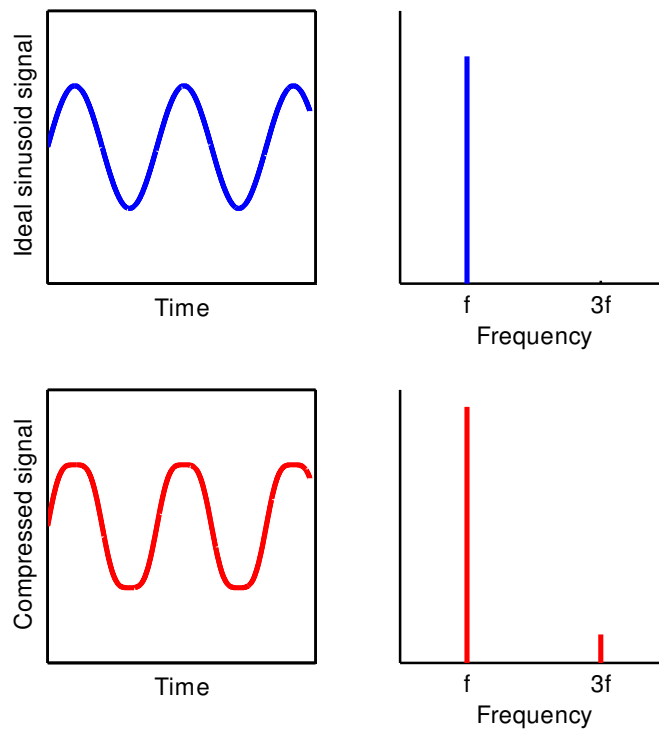 Ideal sinusoid signal
Time
f
3f
Frequency
Compressed signal
Time
f
3f
Frequency